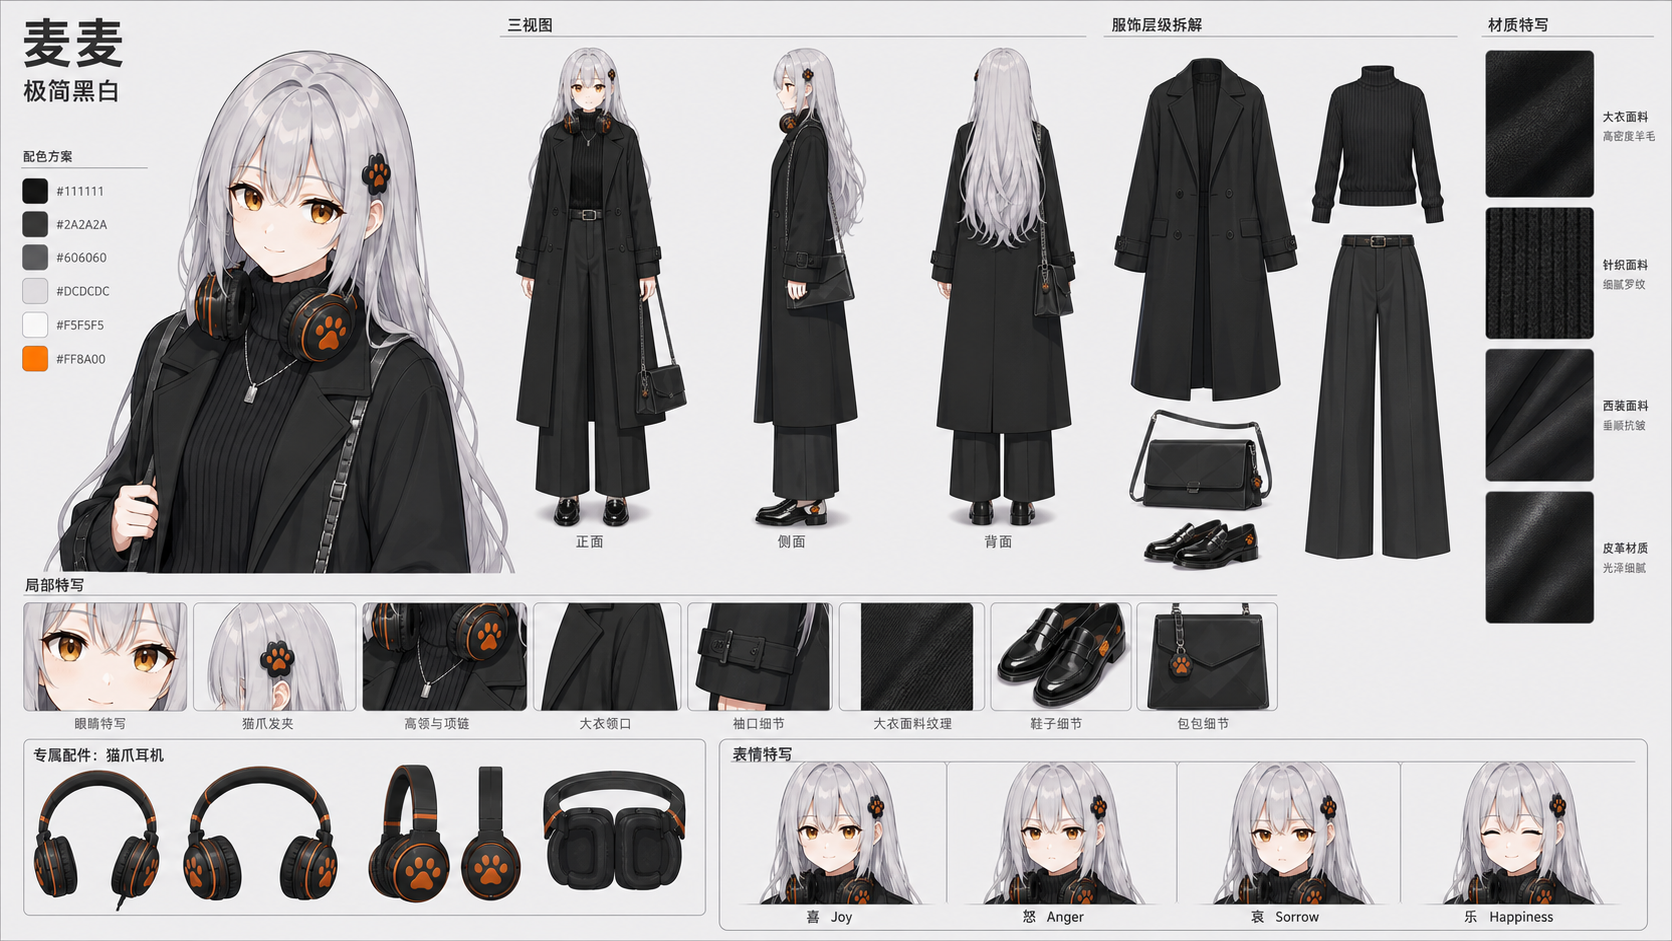 麦麦
极简黑白
配色方案
#111111
#2A2A2A
#606060
#DCDCDC
#F5F5F5
#FF8A00
三视图
正面
侧面
背面
服饰层级拆解
材质特写
大衣面料
高密度羊毛
针织面料
细腻罗纹
西装面料
垂顺抗皱
皮革材质
光泽细腻
局部特写
眼睛特写
猫爪发夹
高领与项链
大衣领口
袖口细节
大衣面料纹理
鞋子细节
包包细节
专属配件：猫爪耳机
表情特写
喜 Joy
怒 Anger
哀 Sorrow
乐 Happiness